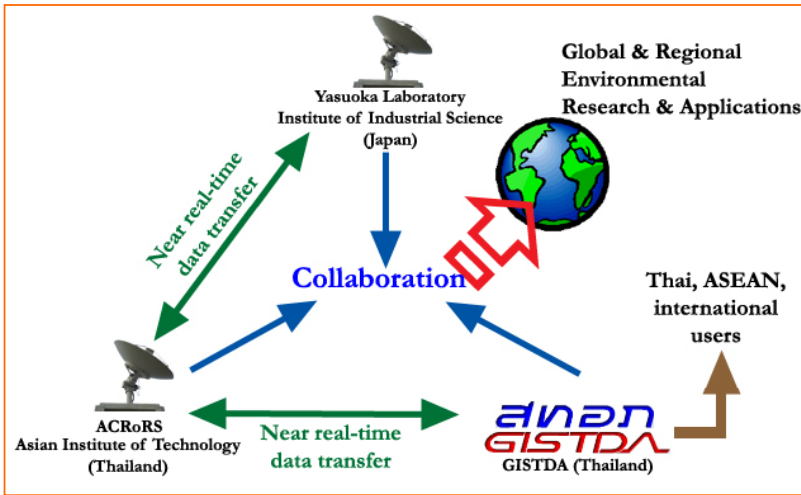 Yasuoka Laboratory
Institute of Industrial Science
(Japan)
Global & Regional
Environmental
Research & Applications
Near real-time
data transfer
Collaboration
Thai, ASEAN,
international
users
ACRoRS
Asian Institute of Technology
(Thailand)
Near real-time
data transfer
สทอภ
GISTDA
GISTDA (Thailand)